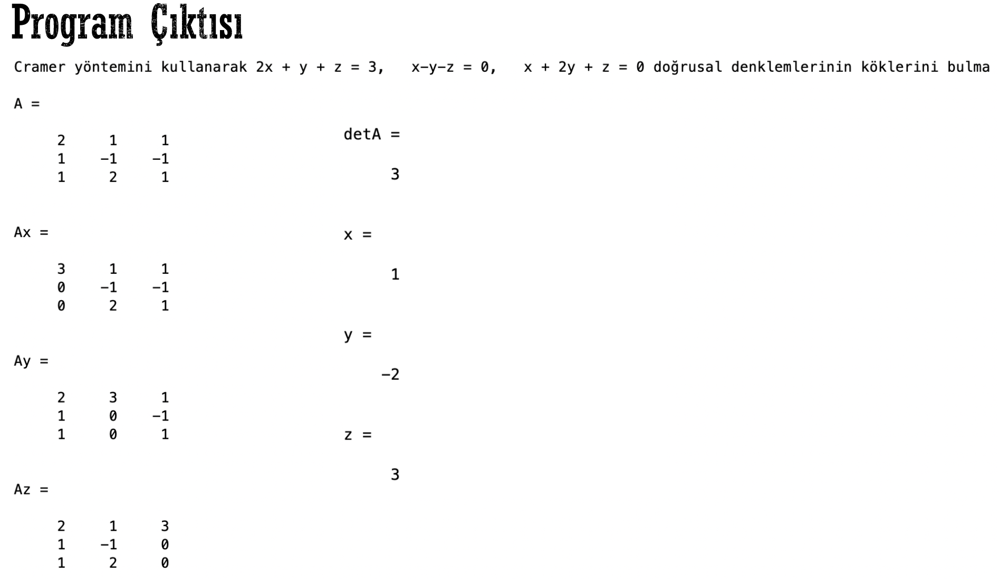 Program Çıktısı
Cramer yöntemini kullanarak 2x + y + z = 3,   x-y-z = 0,   x + 2y + z = 0 doğrusal denklemlerinin köklerini bulma
A =
2 1 1
1 -1 -1
1 2 1
Ax =
3 1 1
0 -1 -1
0 2 1
Ay =
2 3 1
1 0 -1
1 0 1
Az =
2 1 3
1 -1 0
1 2 0
detA =
3
x =
1
y =
-2
z =
3